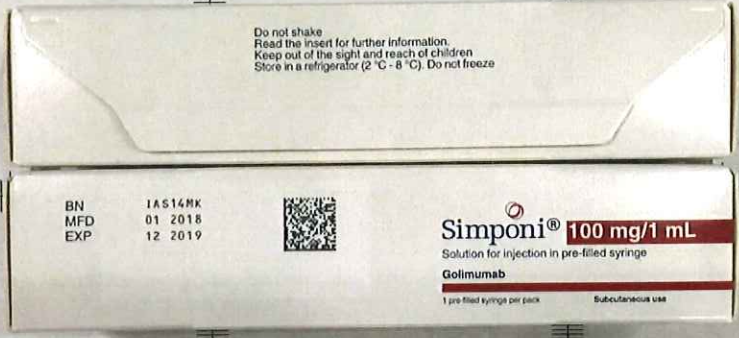 Do not shake
Read the insert for further information.
Keep out of the sight and reach of children
Store in a refrigerator (2 °C - 8 °C). Do not freeze
BN IAS14MK
MFD 01 2018
EXP 12 2019
Simponi® 100 mg/1 mL
Solution for injection in pre-filled syringe
Golimumab
1 pre-filled syringe per pack Subcutaneous use